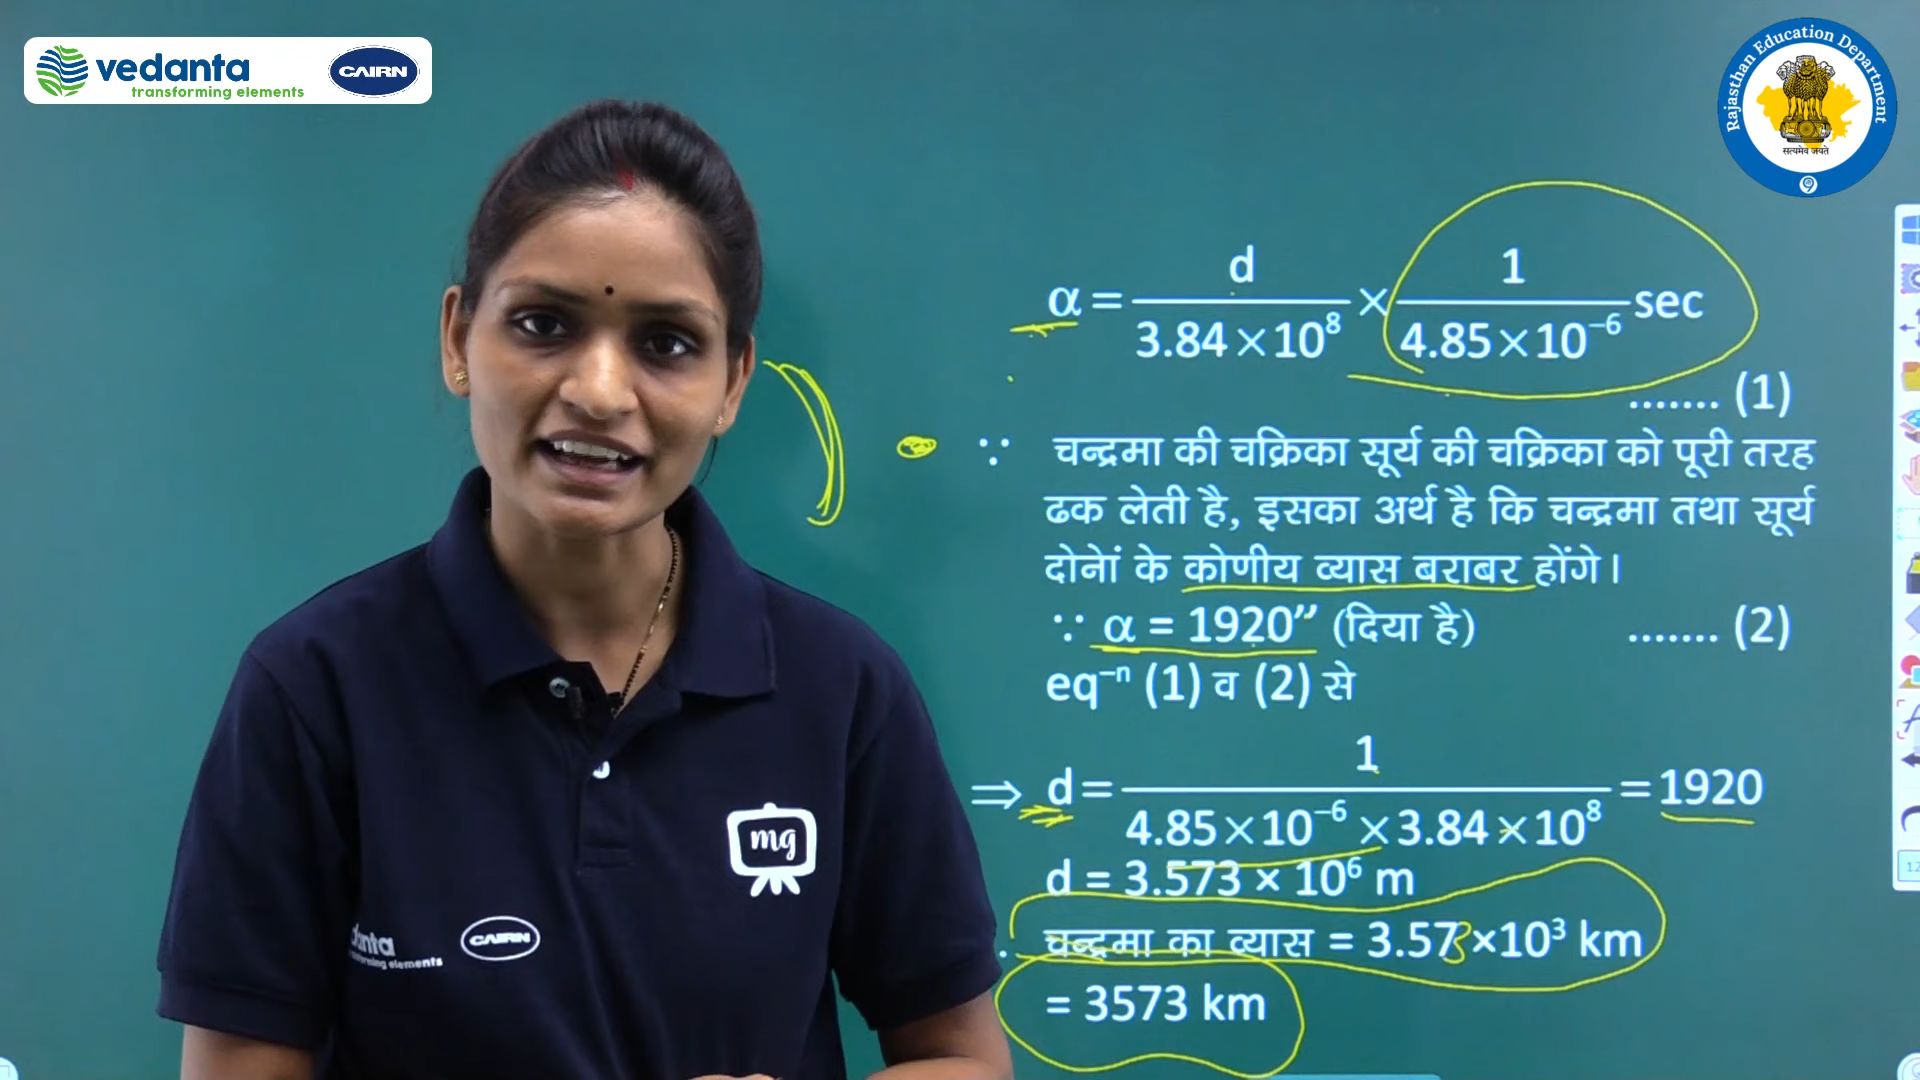 vedanta
transforming elements
CAIRN
Rajasthan Education Department
सत्यमेव जयते
α = d / 3.84×10⁸ × 1 / 4.85×10⁻⁶ sec
....... (1)
∵ चन्द्रमा की चक्रिका सूर्य की चक्रिका को पूरी तरह
ढक लेती है, इसका अर्थ है कि चन्द्रमा तथा सूर्य
दोनों के कोणीय व्यास बराबर होंगे।
∵ α = 1920” (दिया है) ....... (2)
eq⁻ⁿ (1) व (2) से
⇒ d = 1 / 4.85×10⁻⁶ ×3.84×10⁸ = 1920
d = 3.573 × 10⁶ m
चन्द्रमा का व्यास = 3.573×10³ km
= 3573 km
mg
CAIRN
elements